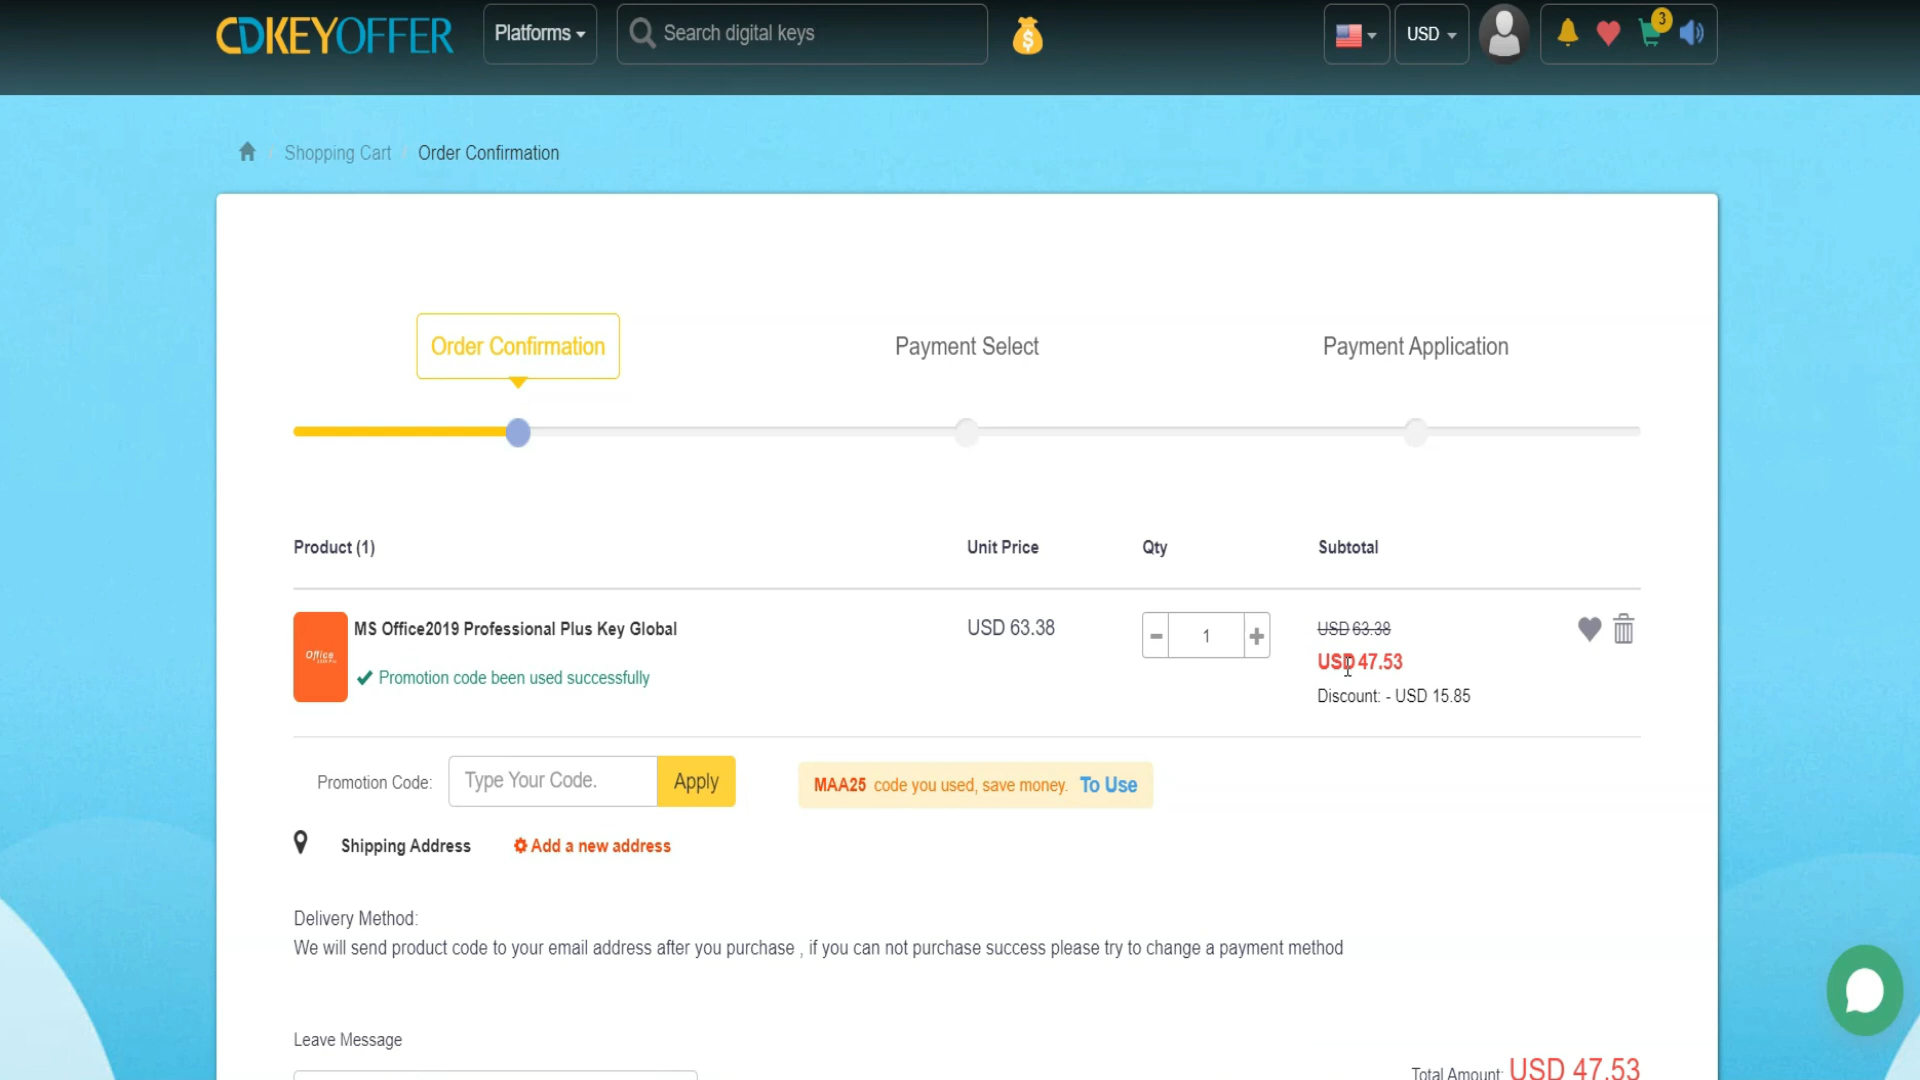 CDKEYOFFER
Platforms
Search digital keys
USD
3
Shopping Cart / Order Confirmation
Order Confirmation
Payment Select
Payment Application
Product (1)
Unit Price
Qty
Subtotal
Office
MS Office2019 Professional Plus Key Global
USD 63.38
1
USD 63.38
Promotion code been used successfully
USD 47.53
Discount: - USD 15.85
Promotion Code:
Type Your Code.
Apply
MAA25 code you used, save money. To Use
Shipping Address
Add a new address
Delivery Method:
We will send product code to your email address after you purchase , if you can not purchase success please try to change a payment method
Leave Message
Total Amount: USD 47.53